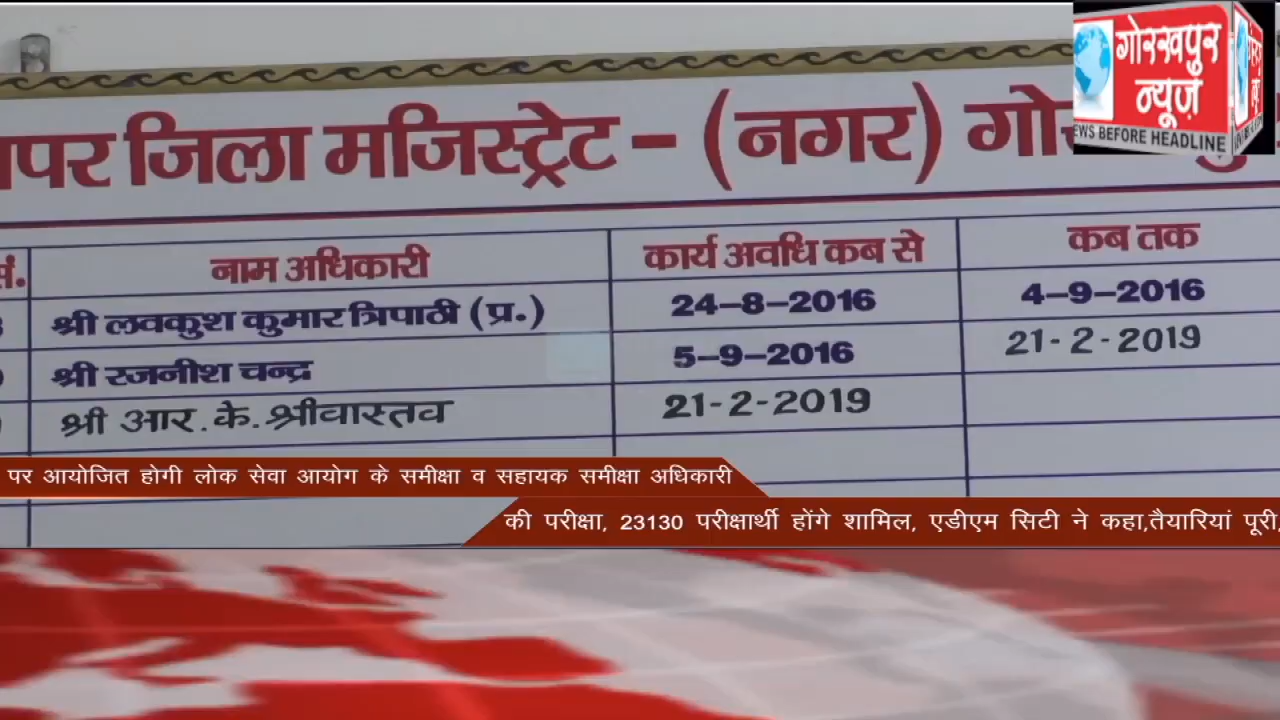 गोरखपुर
न्यूज़
NEWS BEFORE HEADLINE
अपर जिला मजिस्ट्रेट - (नगर)
सं. नाम अधिकारी कार्य अवधि कब से कब तक
श्री लवकुश कुमार त्रिपाठी (प्र.) 24-8-2016 4-9-2016
श्री रजनीश चन्द्र 5-9-2016 21-2-2019
श्री आर.के. श्रीवास्तव 21-2-2019
पर आयोजित होगी लोक सेवा आयोग के समीक्षा व सहायक समीक्षा अधिकारी
की परीक्षा, 23130 परीक्षार्थी होंगे शामिल, एडीएम सिटी ने कहा,तैयारियां पूरी,